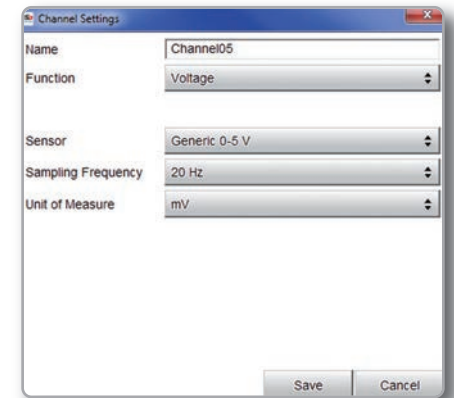 Channel Settings
Name Channel05
Function Voltage
Sensor Generic 0-5 V
Sampling Frequency 20 Hz
Unit of Measure mV
Save Cancel